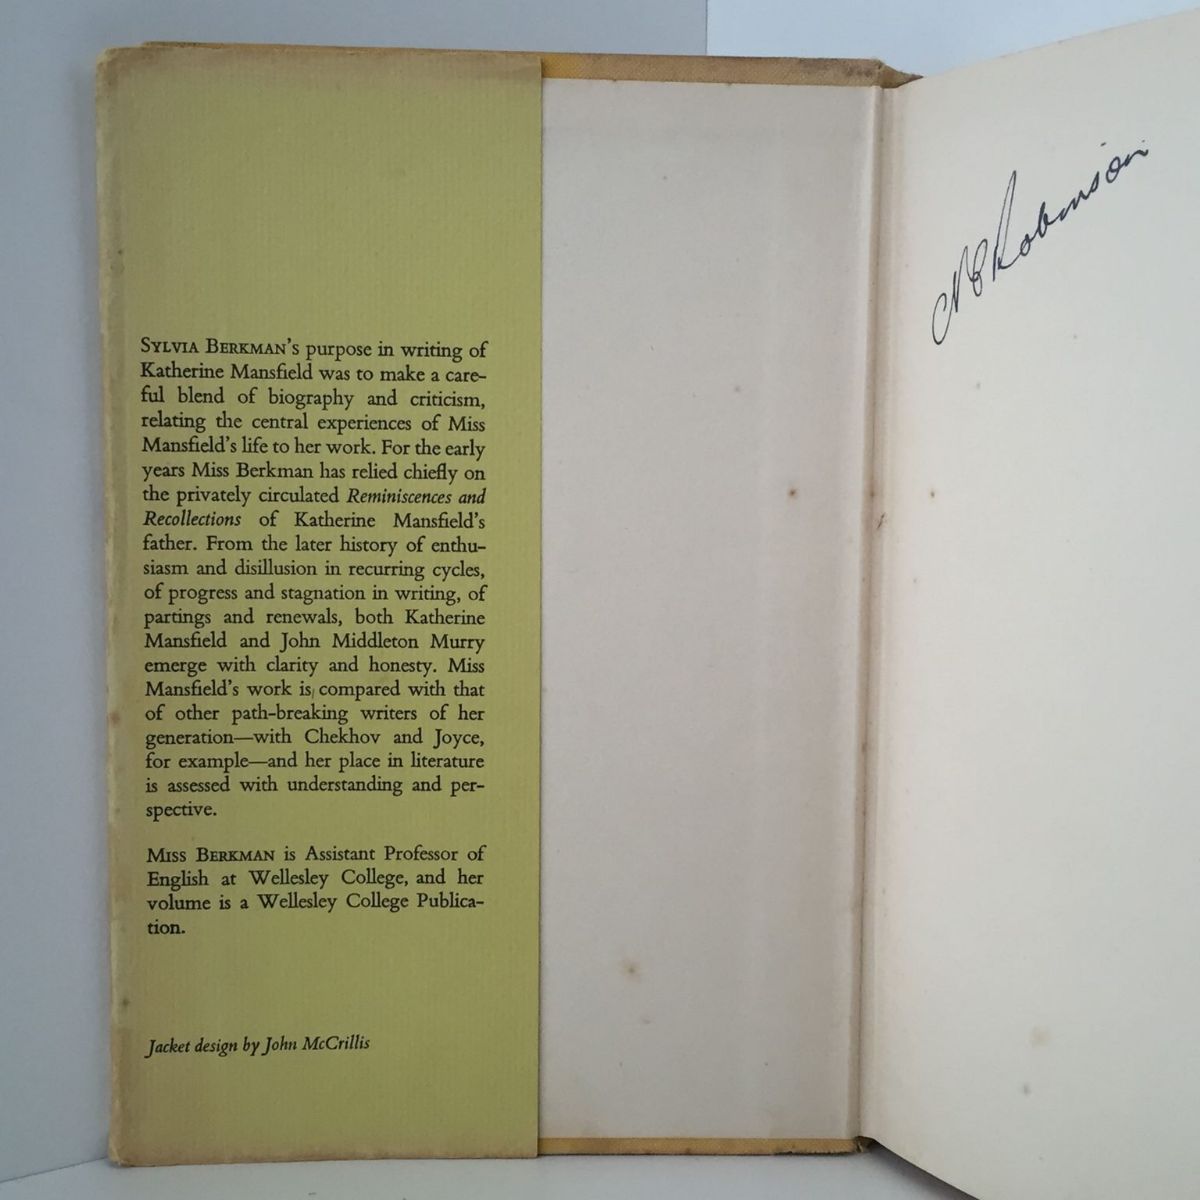 SYLVIA BERKMAN'S purpose in writing of
Katherine Mansfield was to make a care-
ful blend of biography and criticism,
relating the central experiences of Miss
Mansfield's life to her work. For the early
years Miss Berkman has relied chiefly on
the privately circulated Reminiscences and
Recollections of Katherine Mansfield's
father. From the later history of enthu-
siasm and disillusion in recurring cycles,
of progress and stagnation in writing, of
partings and renewals, both Katherine
Mansfield and John Middleton Murry
emerge with clarity and honesty. Miss
Mansfield's work is compared with that
of other path-breaking writers of her
generation—with Chekhov and Joyce,
for example—and her place in literature
is assessed with understanding and per-
spective.
MISS BERKMAN is Assistant Professor of
English at Wellesley College, and her
volume is a Wellesley College Publica-
tion.
Jacket design by John McCrillis
Robinson